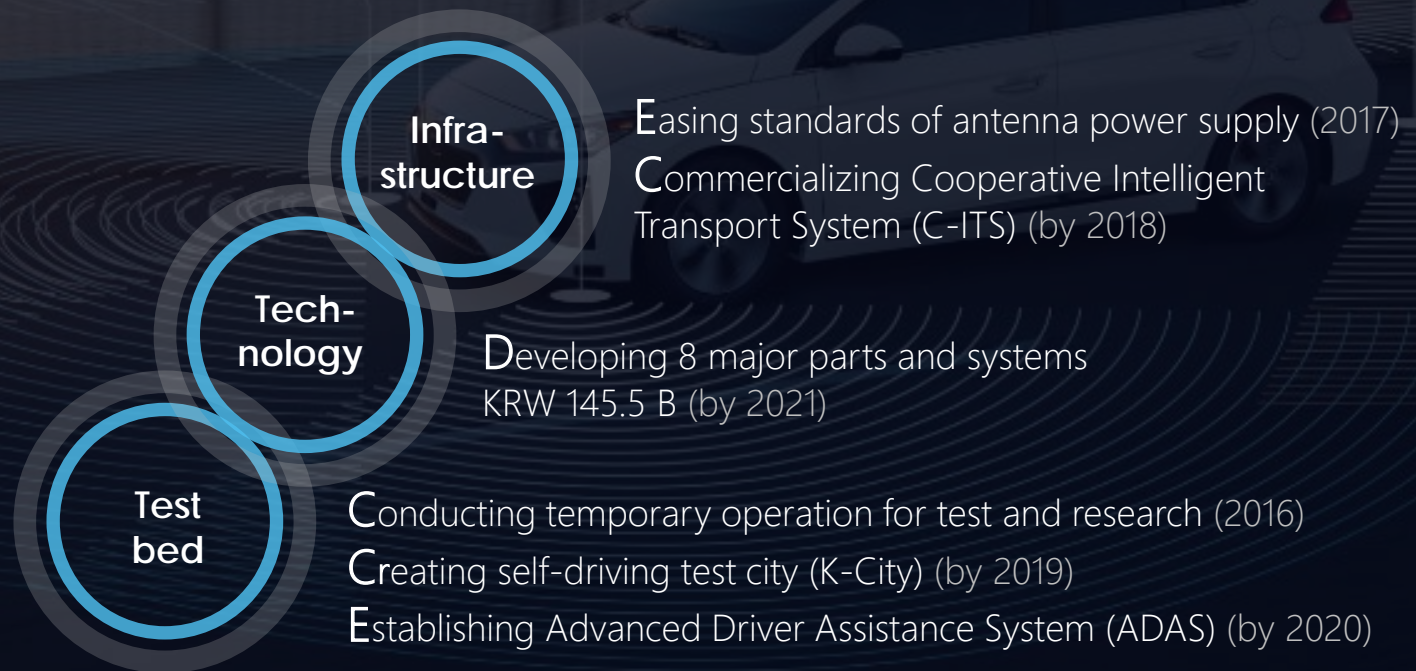 Infra-
structure
Easing standards of antenna power supply (2017)
Commercializing Cooperative Intelligent
Transport System (C-ITS) (by 2018)
Tech-
nology
Developing 8 major parts and systems
KRW 145.5 B (by 2021)
Test
bed
Conducting temporary operation for test and research (2016)
Creating self-driving test city (K-City) (by 2019)
Establishing Advanced Driver Assistance System (ADAS) (by 2020)